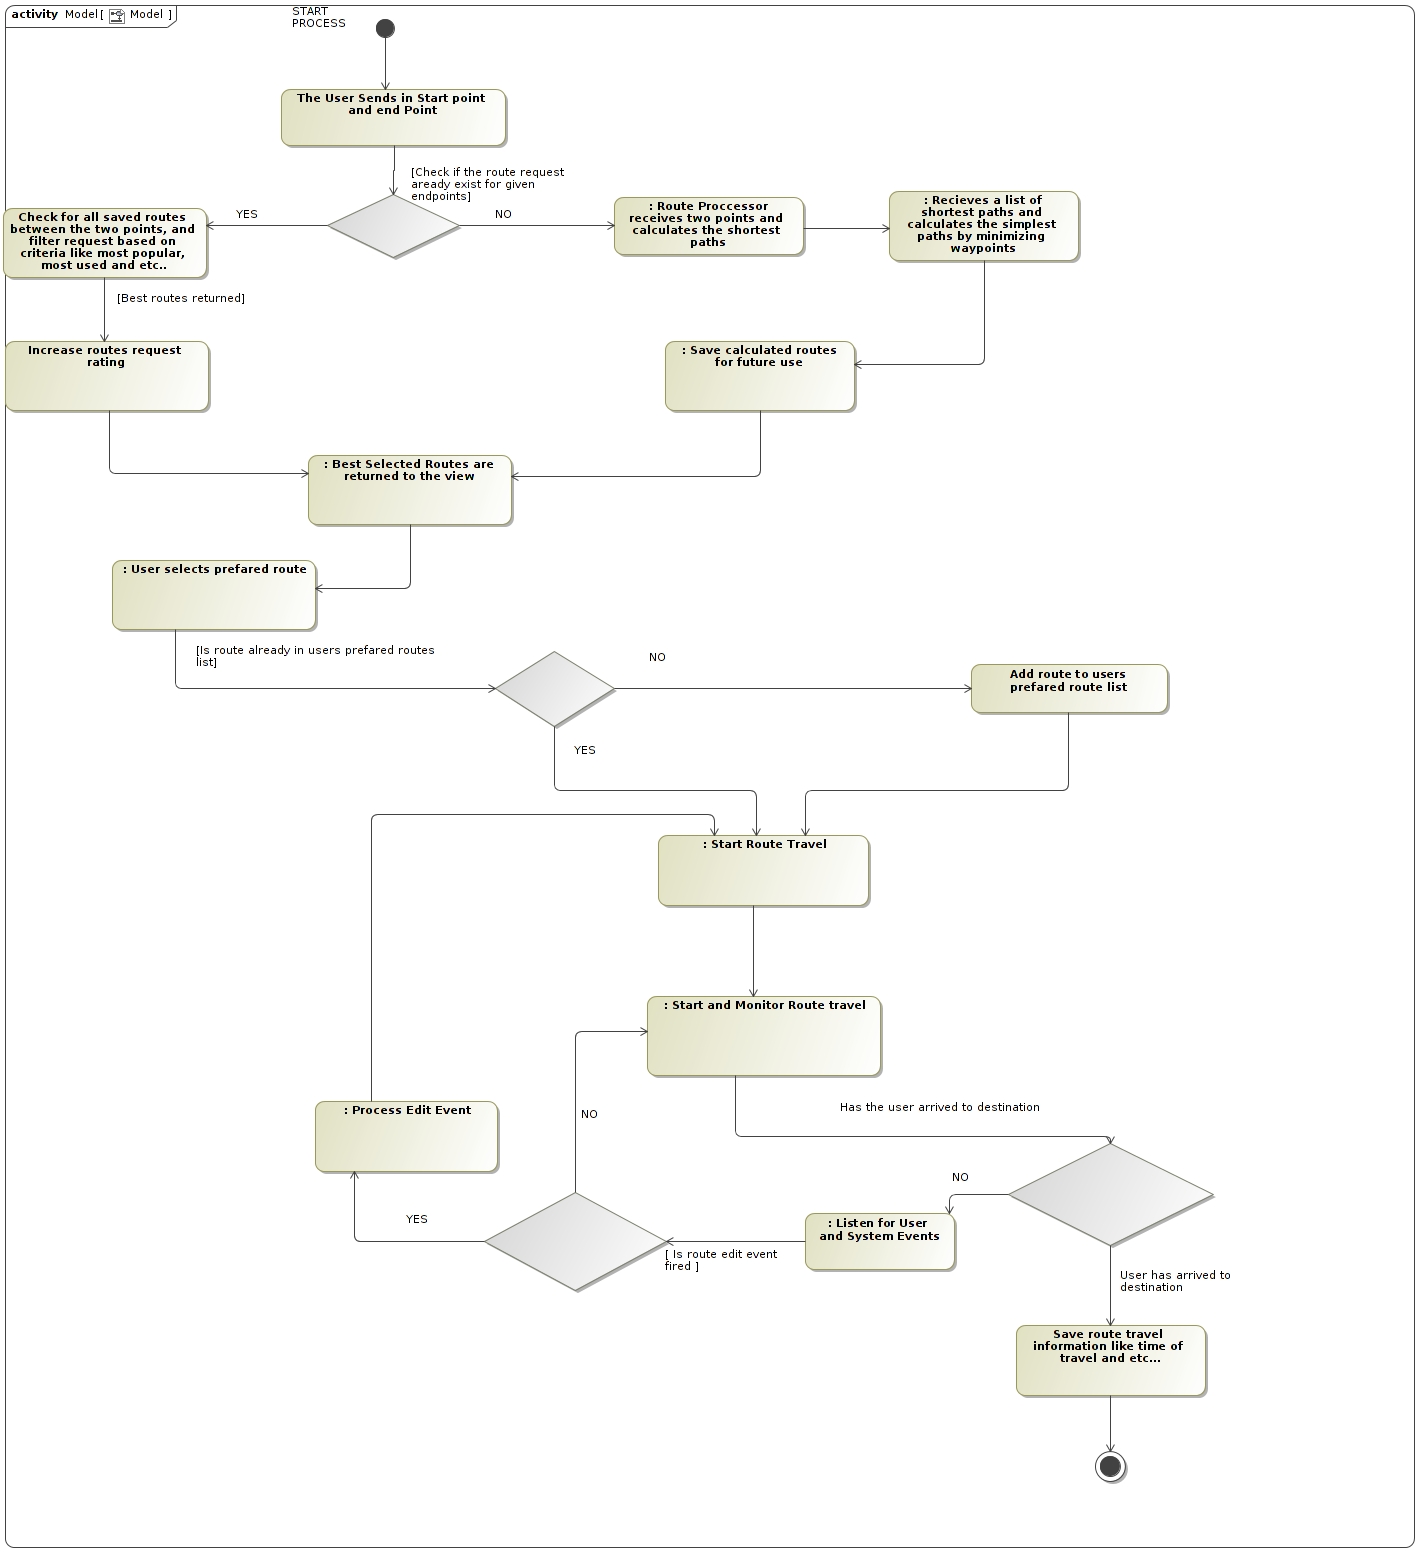 activity Model[ Model ]
START
PROCESS
The User Sends in Start point
and end Point
[Check if the route request
aready exist for given
endpoints]
YES
NO
Check for all saved routes
between the two points, and
filter request based on
criteria like most popular,
most used and etc..
: Route Proccessor
receives two points and
calculates the shortest
paths
: Recieves a list of
shortest paths and
calculates the simplest
paths by minimizing
waypoints
[Best routes returned]
Increase routes request
rating
: Save calculated routes
for future use
: Best Selected Routes are
returned to the view
: User selects prefared route
[Is route already in users prefared routes
list]
NO
Add route to users
prefared route list
YES
: Start Route Travel
: Start and Monitor Route travel
: Process Edit Event
NO
Has the user arrived to destination
NO
YES
: Listen for User
and System Events
[ Is route edit event
fired ]
User has arrived to
destination
Save route travel
information like time of
travel and etc...